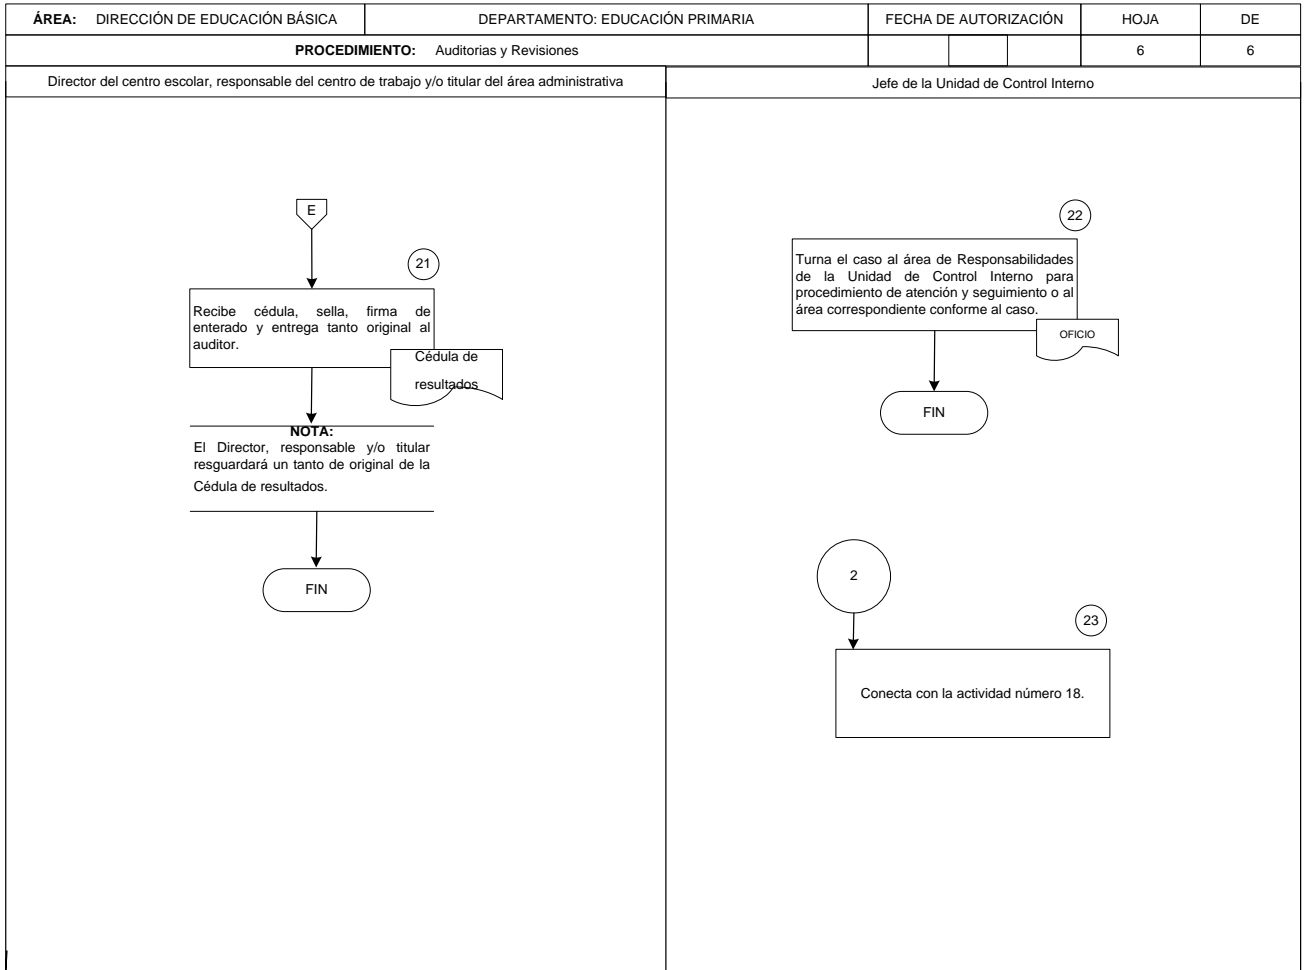 ÁREA: DIRECCIÓN DE EDUCACIÓN BÁSICA
DEPARTAMENTO: EDUCACIÓN PRIMARIA
FECHA DE AUTORIZACIÓN
HOJA
DE
PROCEDIMIENTO: Auditorias y Revisiones
6
6
Director del centro escolar, responsable del centro de trabajo y/o titular del área administrativa
Jefe de la Unidad de Control Interno
E
21
Recibe cédula, sella, firma de
enterado y entrega tanto original al
auditor.
Cédula de
resultados
NOTA:
El Director, responsable y/o titular
resguardará un tanto de original de la
Cédula de resultados.
FIN
22
Turna el caso al área de Responsabilidades
de la Unidad de Control Interno para
procedimiento de atención y seguimiento o al
área correspondiente conforme al caso.
OFICIO
FIN
2
23
Conecta con la actividad número 18.